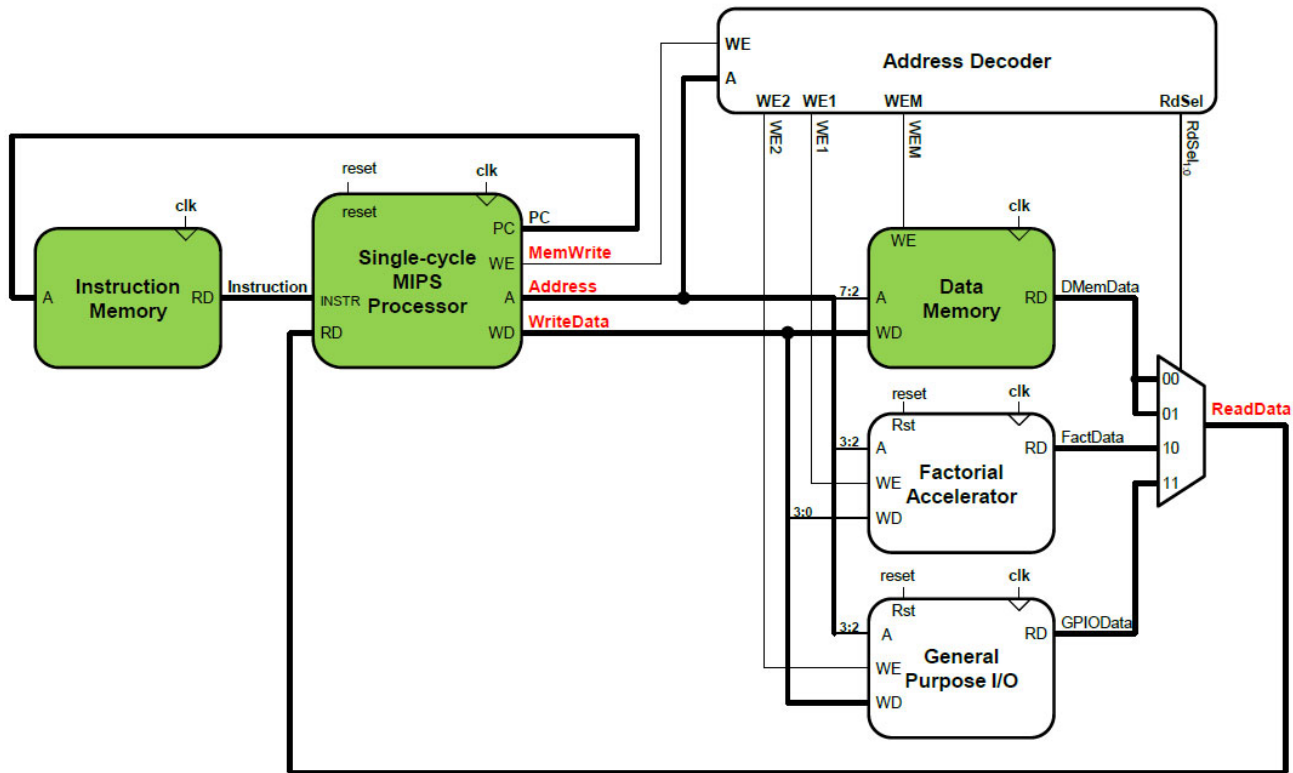 WE
Address Decoder
A
WE2 WE1 WEM RdSel
WE2
WE1
WEM
RdSel1:0
reset
clk
reset
PC
PC
Single-cycle
MIPS
Processor
WE
MemWrite
INSTR
A
Address
RD
WD
WriteData
clk
A
Instruction
Memory
RD
Instruction
clk
WE
7:2
A
Data
Memory
RD
DMemData
WD
00
01
10
11
ReadData
reset
clk
Rst
3:2
A
RD
FactData
WE
Factorial
Accelerator
3:0
WD
reset
clk
Rst
3:2
A
RD
GPIOData
WE
General
Purpose I/O
WD